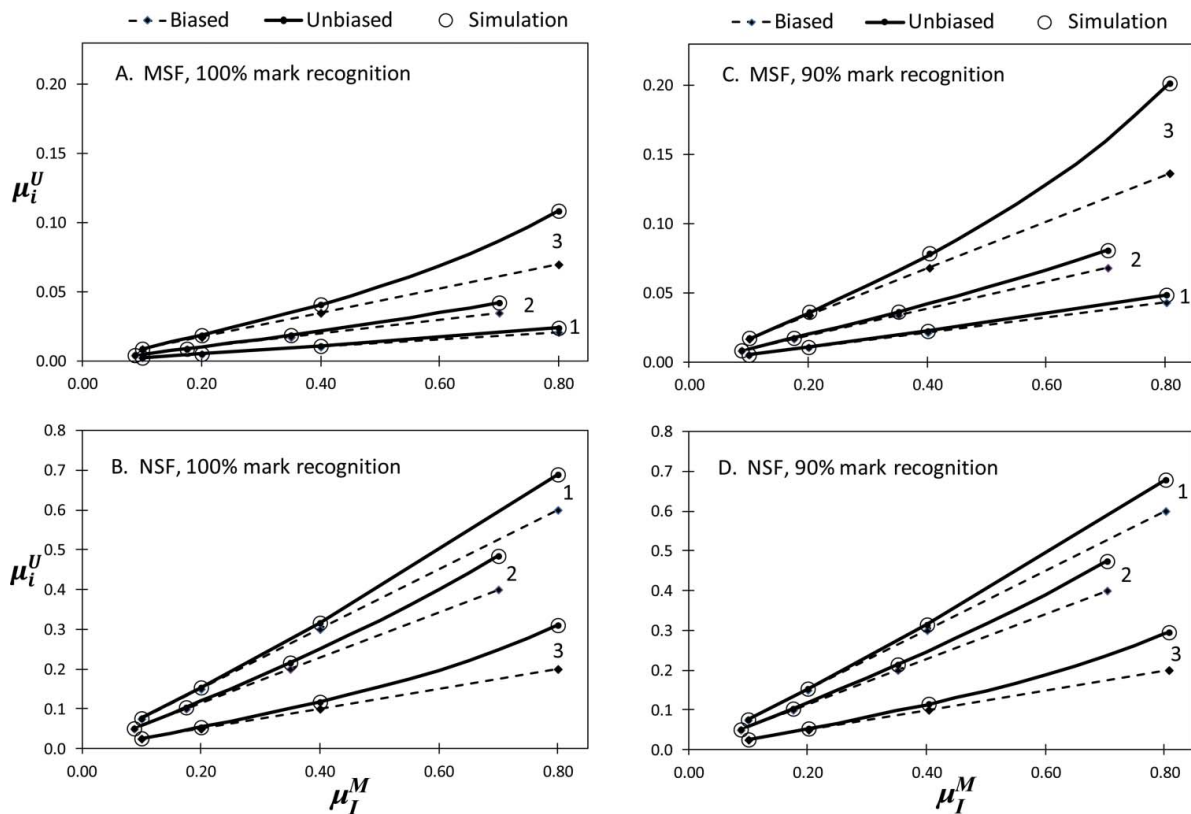 Biased Unbiased Simulation
Biased Unbiased Simulation
A. MSF, 100% mark recognition
0.20
0.15
0.10
0.05
0.00
μ_i^U
3
2
1
0.00 0.20 0.40 0.60 0.80
C. MSF, 90% mark recognition
0.20
0.15
0.10
0.05
0.00
3
2
1
0.00 0.20 0.40 0.60 0.80
B. NSF, 100% mark recognition
0.8
0.7
0.6
0.5
0.4
0.3
0.2
0.1
0.0
μ_i^U
1
2
3
0.00 0.20 0.40 0.60 0.80
μ_I^M
D. NSF, 90% mark recognition
0.8
0.7
0.6
0.5
0.4
0.3
0.2
0.1
0.0
1
2
3
0.00 0.20 0.40 0.60 0.80
μ_I^M